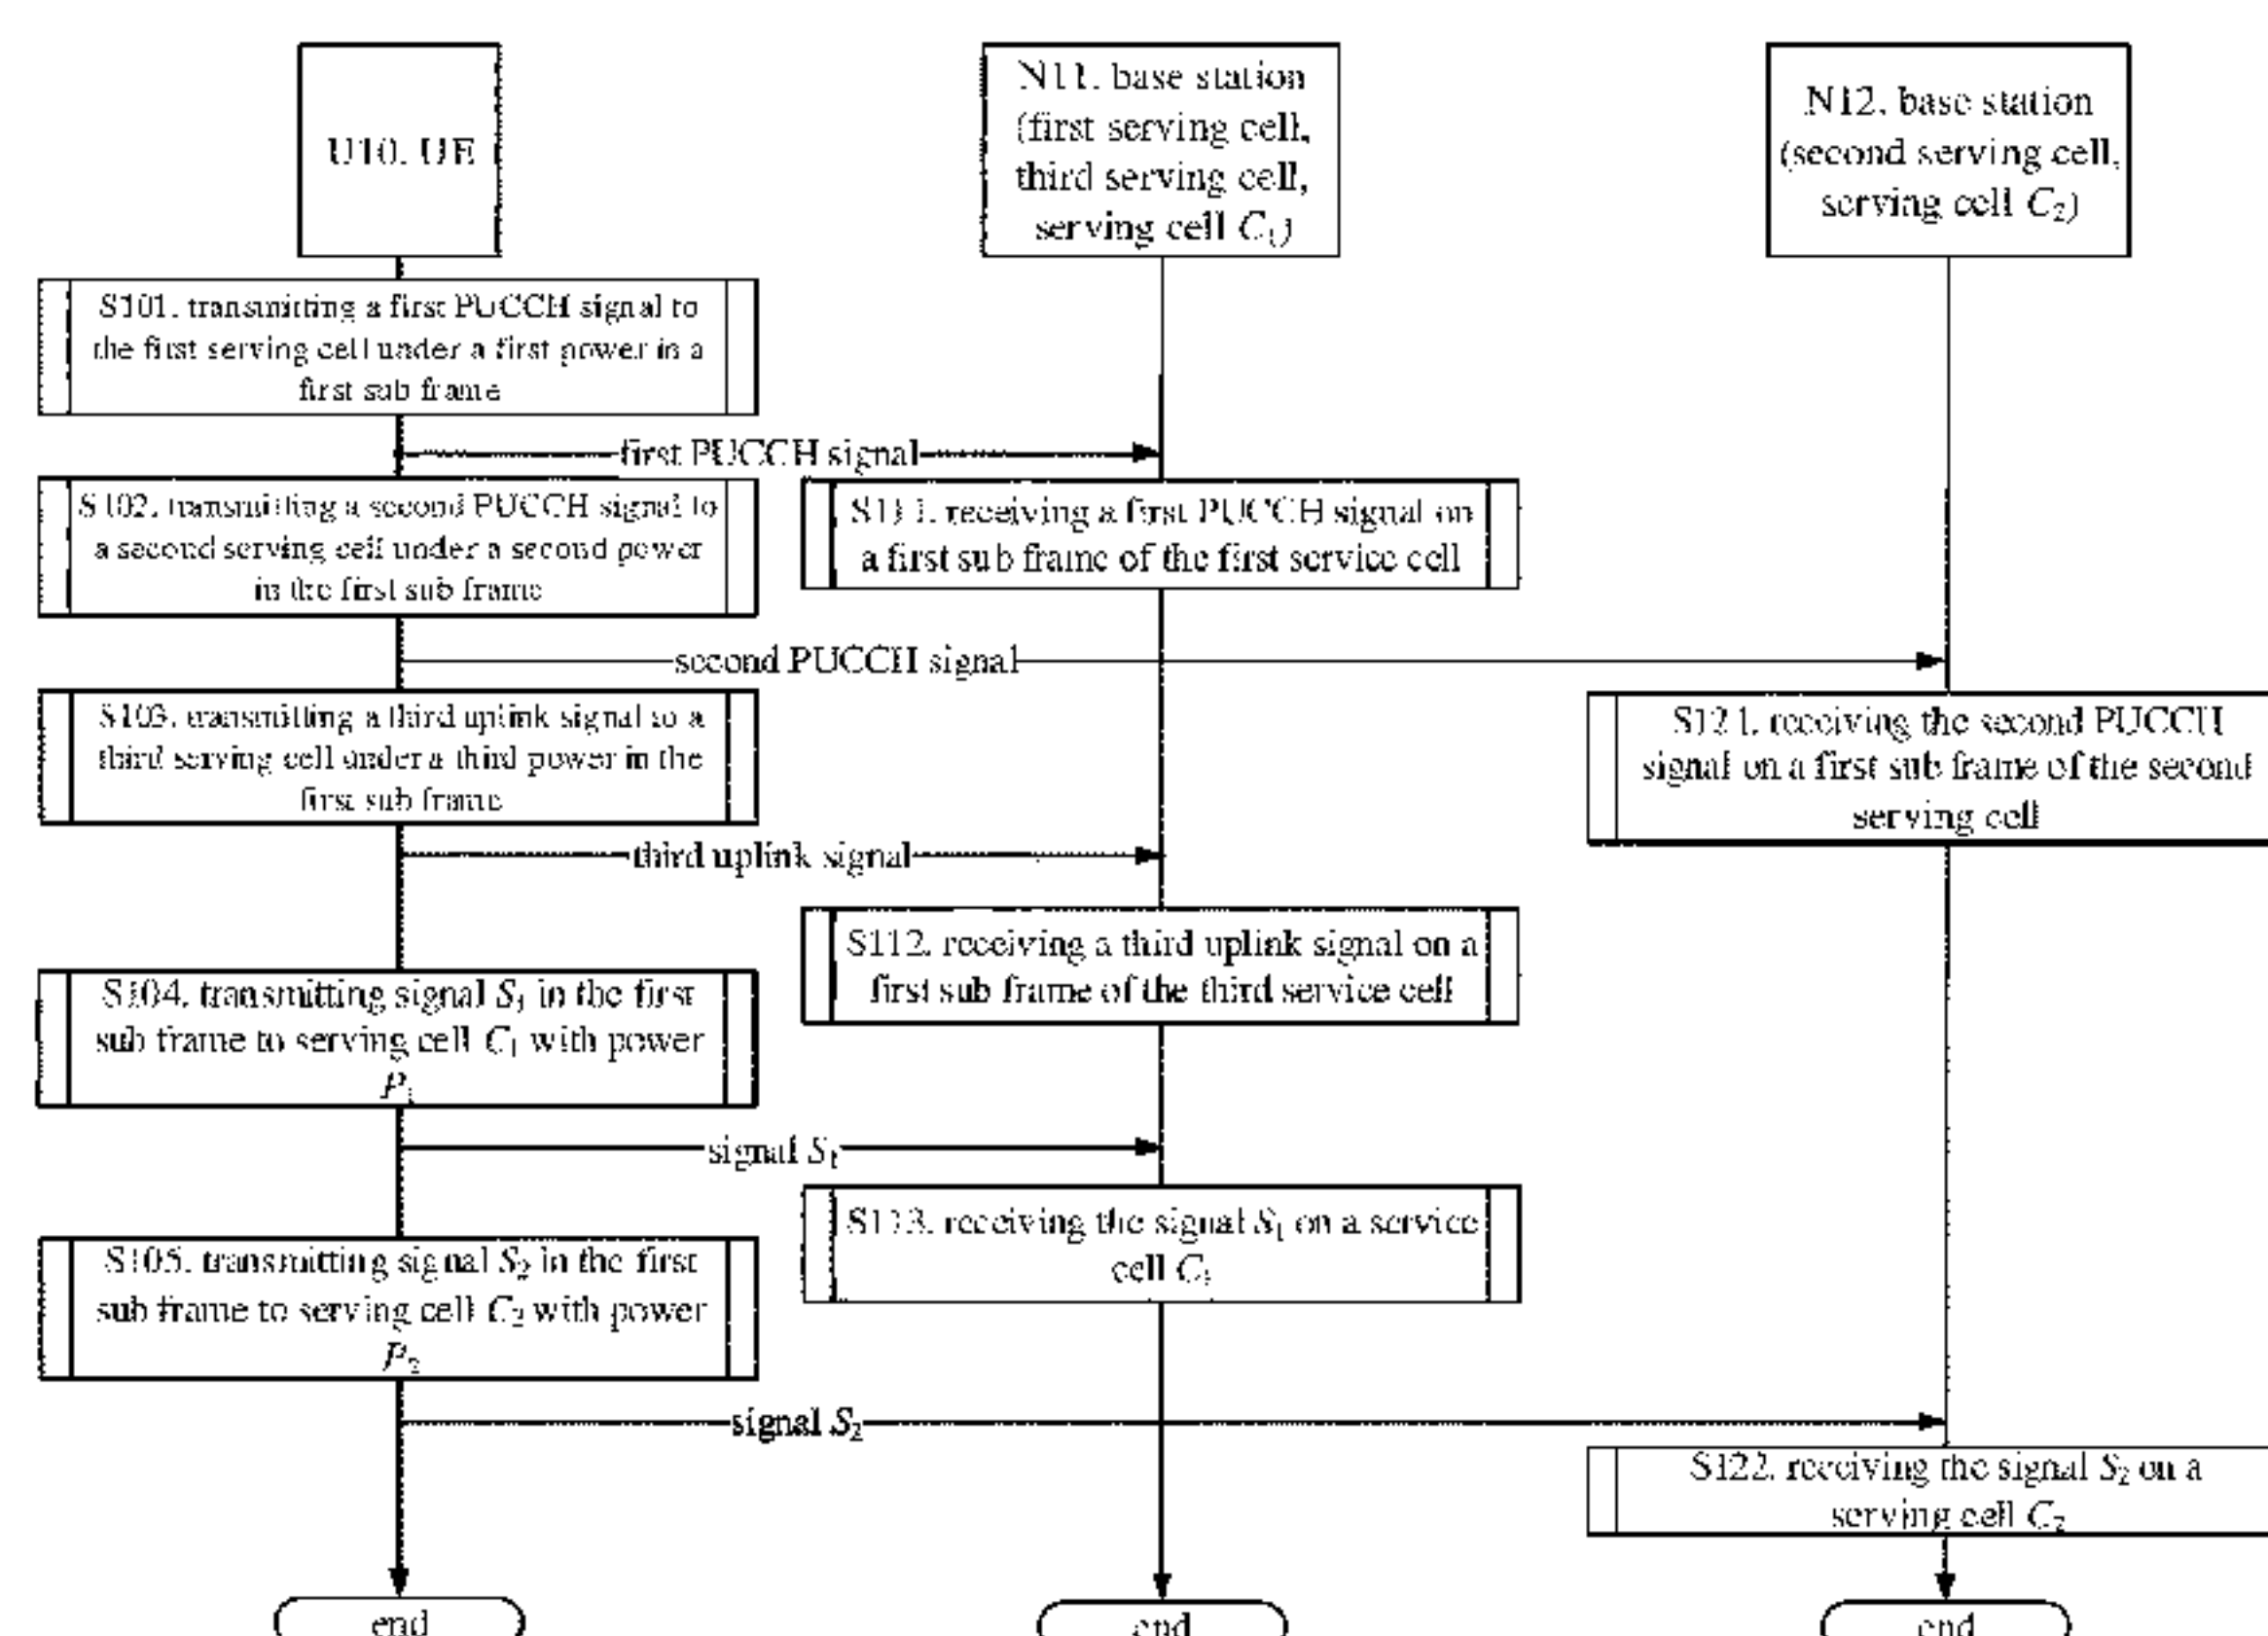 U10. UE
N11. base station
(first serving cell,
third serving cell,
serving cell C1)
N12. base station
(second serving cell,
serving cell C2)
S101. transmitting a first PUCCH signal to
the first serving cell under a first power in a
first sub frame
first PUCCH signal
S102. transmitting a second PUCCH signal to
a second serving cell under a second power
in the first sub frame
S111. receiving a first PUCCH signal on
a first sub frame of the first service cell
second PUCCH signal
S103. transmitting a third uplink signal to a
third serving cell under a third power in the
first sub frame
S121. receiving the second PUCCH
signal on a first sub frame of the second
serving cell
third uplink signal
S112. receiving a third uplink signal on a
first sub frame of the third service cell
S104. transmitting signal S1 in the first
sub frame to serving cell C1 with power
P1
signal S1
S113. receiving the signal S1 on a service
cell C1
S105. transmitting signal S2 in the first
sub frame to serving cell C2 with power
P2
signal S2
S122. receiving the signal S2 on a
serving cell C2
end
end
end